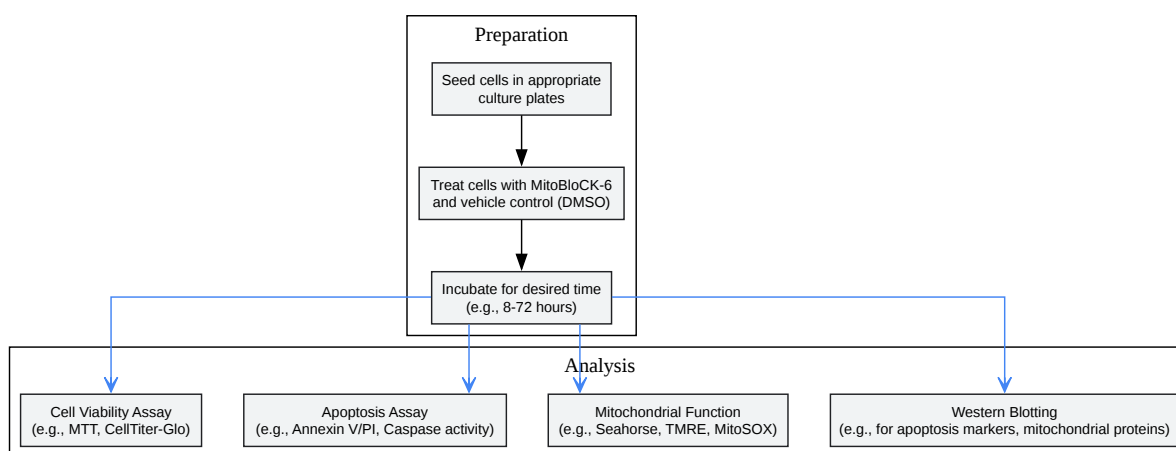 Preparation
Seed cells in appropriate
culture plates
Treat cells with MitoBloCK-6
and vehicle control (DMSO)
Incubate for desired time
(e.g., 8-72 hours)
Analysis
Cell Viability Assay
(e.g., MTT, CellTiter-Glo)
Apoptosis Assay
(e.g., Annexin V/PI, Caspase activity)
Mitochondrial Function
(e.g., Seahorse, TMRE, MitoSOX)
Western Blotting
(e.g., for apoptosis markers, mitochondrial proteins)